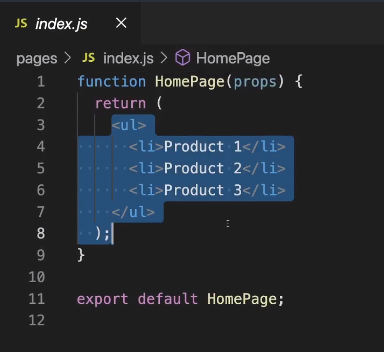 JS index.js ×
pages > JS index.js > HomePage
1 function HomePage(props) {
2 return (
3 <ul>
4 <li>Product 1</li>
5 <li>Product 2</li>
6 <li>Product 3</li>
7 </ul>
8 );
9 }
10
11 export default HomePage;
12